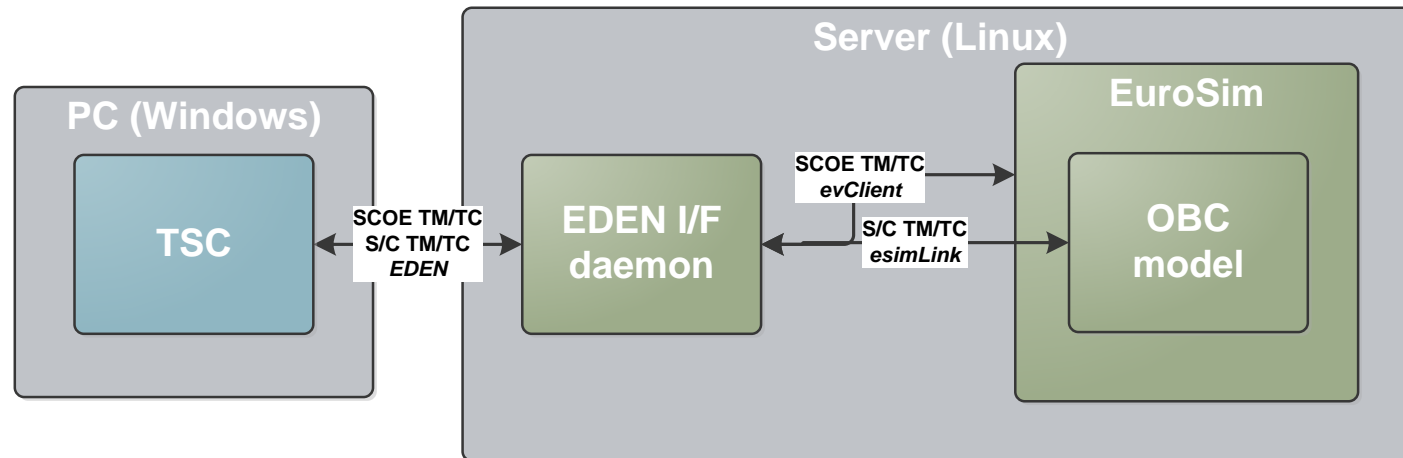 Server (Linux)
PC (Windows)
EuroSim
TSC
SCOE TM/TC
S/C TM/TC
EDEN
EDEN I/F
daemon
SCOE TM/TC
evClient
S/C TM/TC
esimLink
OBC
model